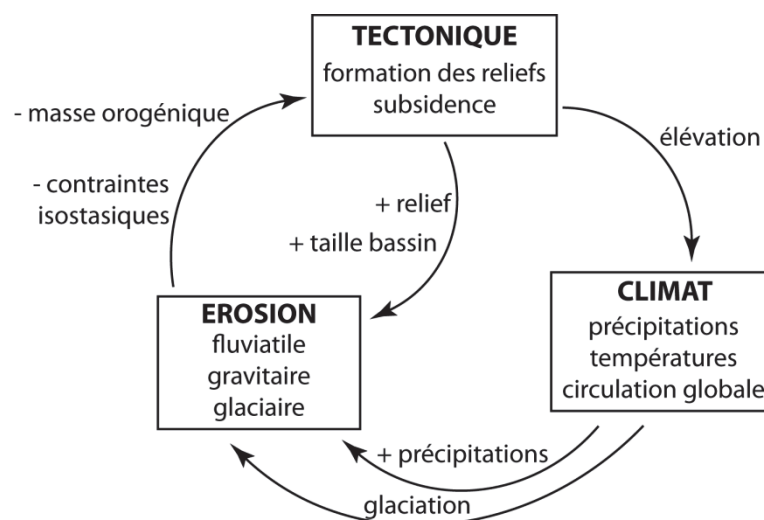 TECTONIQUE
formation des reliefs
subsidence
- masse orogénique
élévation
- contraintes
isostasiques
+ relief
+ taille bassin
EROSION
fluviatile
gravitaire
glaciaire
CLIMAT
précipitations
températures
circulation globale
+ précipitations
glaciation